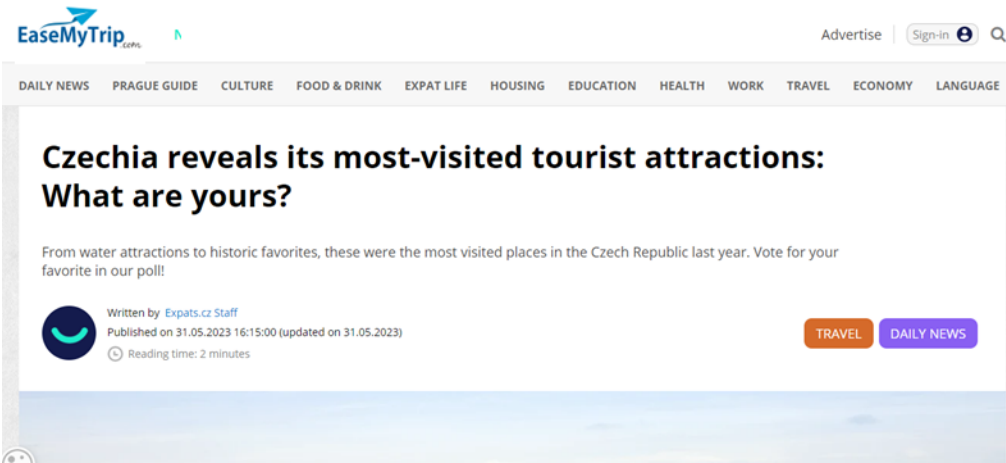 EaseMyTrip.com
Advertise
Sign-in
DAILY NEWS PRAGUE GUIDE CULTURE FOOD & DRINK EXPAT LIFE HOUSING EDUCATION HEALTH WORK TRAVEL ECONOMY LANGUAGE
Czechia reveals its most-visited tourist attractions:
What are yours?
From water attractions to historic favorites, these were the most visited places in the Czech Republic last year. Vote for your
favorite in our poll!
Written by Expats.cz Staff
Published on 31.05.2023 16:15:00 (updated on 31.05.2023)
Reading time: 2 minutes
TRAVEL
DAILY NEWS